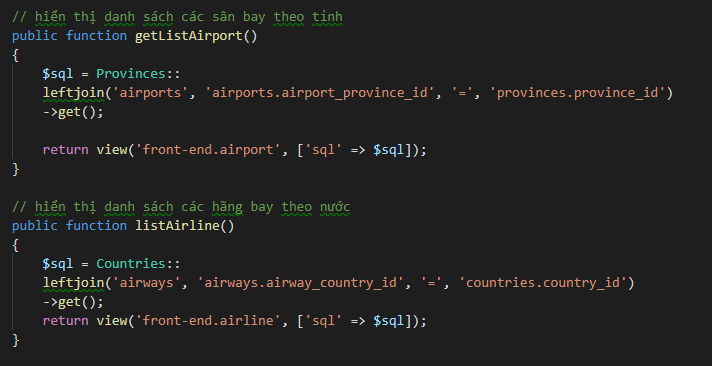 // hiển thị danh sách các sân bay theo tỉnh
public function getListAirport()
{
$sql = Provinces::
leftjoin('airports', 'airports.airport_province_id', '=', 'provinces.province_id')
->get();
return view('front-end.airport', ['sql' => $sql]);
}
// hiển thị danh sách các hãng bay theo nước
public function listAirline()
{
$sql = Countries::
leftjoin('airways', 'airways.airway_country_id', '=', 'countries.country_id')
->get();
return view('front-end.airline', ['sql' => $sql]);
}